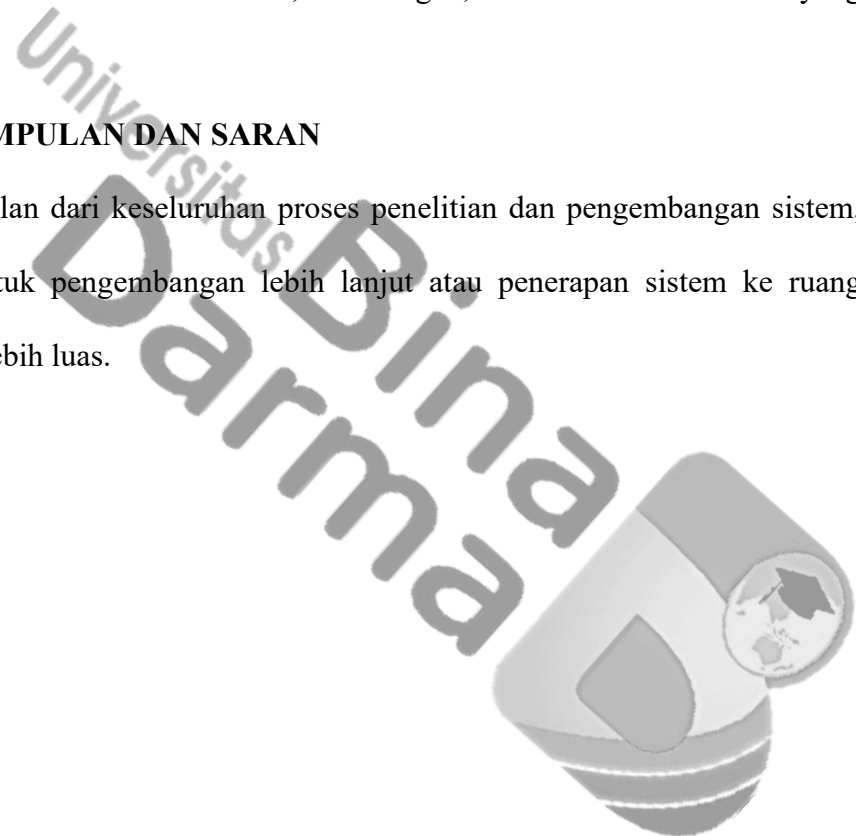 MPULAN DAN SARAN
lan dari keseluruhan proses penelitian dan pengembangan sistem,
tuk pengembangan lebih lanjut atau penerapan sistem ke ruang
ebih luas.
Universitas
Bina
Darma